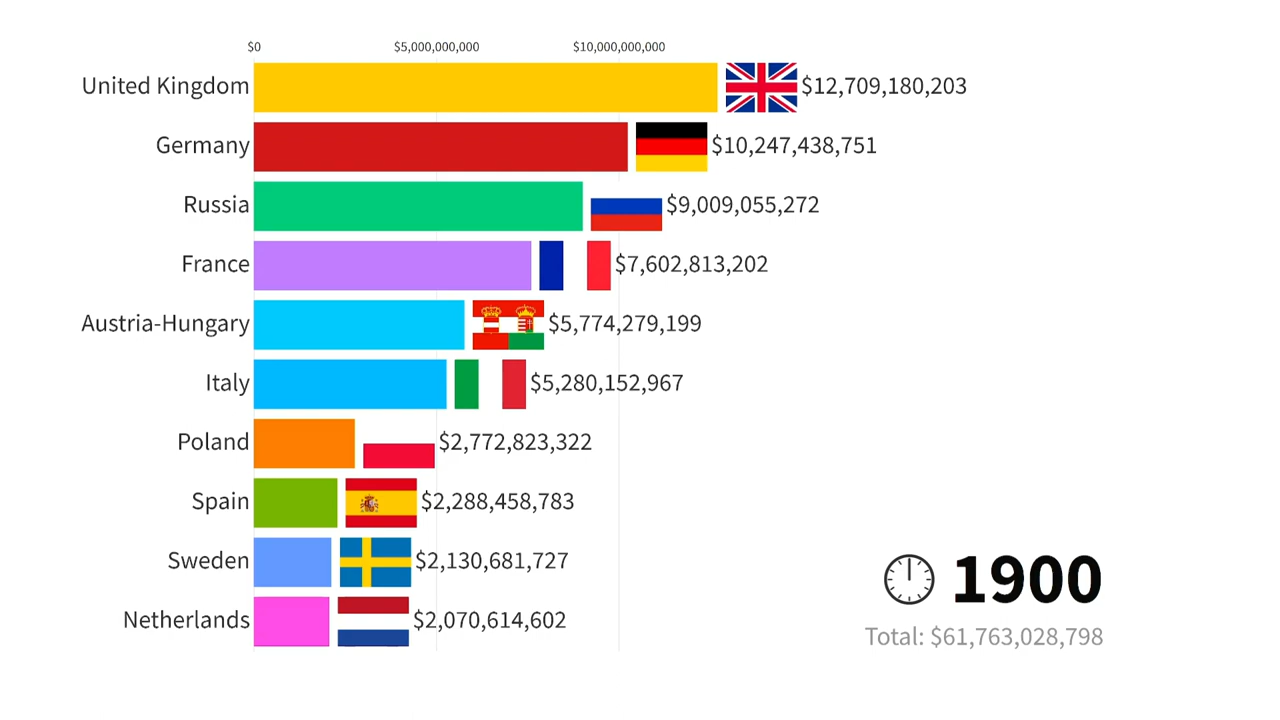 $0 $5,000,000,000 $10,000,000,000
United Kingdom $12,709,180,203
Germany $10,247,438,751
Russia $9,009,055,272
France $7,602,813,202
Austria-Hungary $5,774,279,199
Italy $5,280,152,967
Poland $2,772,823,322
Spain $2,288,458,783
Sweden $2,130,681,727
Netherlands $2,070,614,602
1900
Total: $61,763,028,798